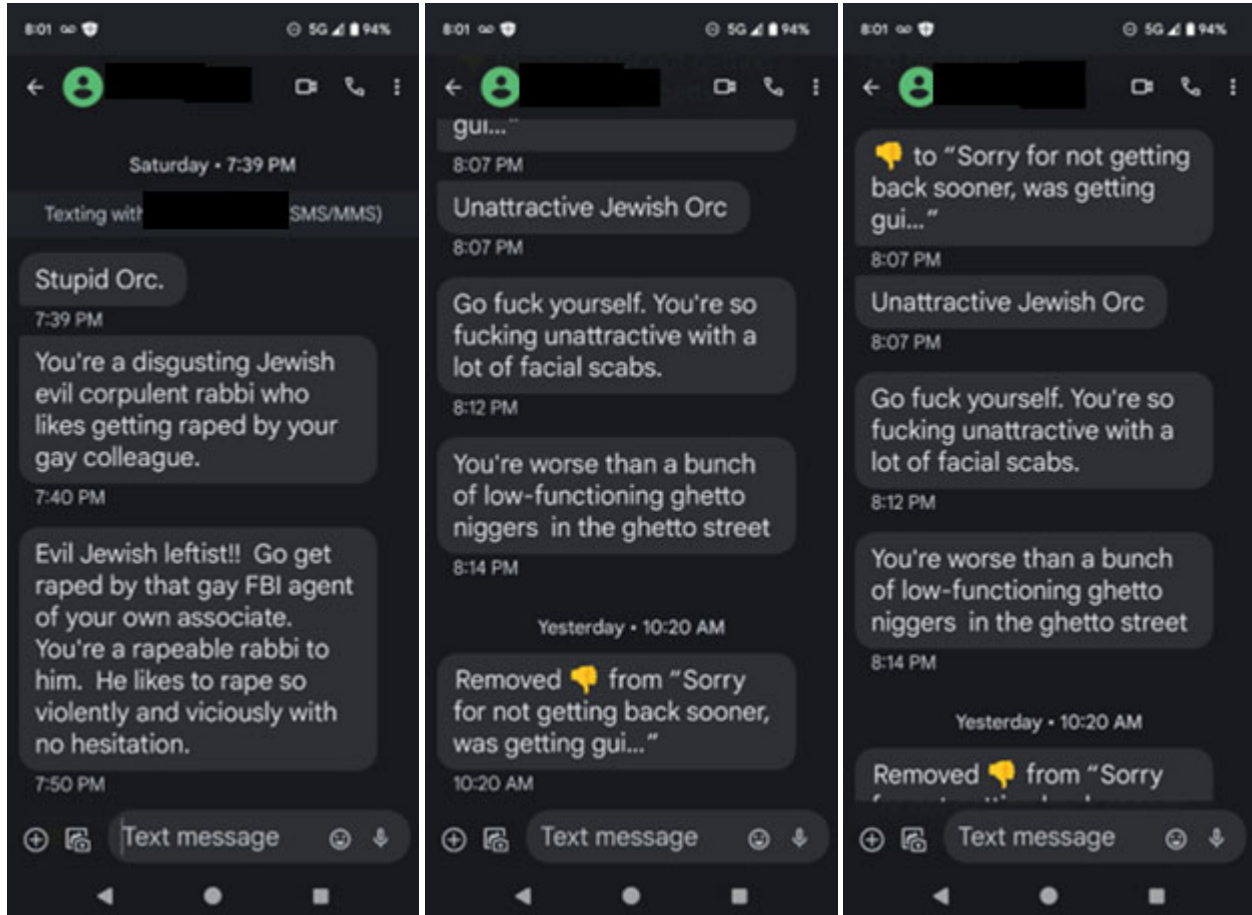 8:01
5G 94%
Saturday • 7:39 PM
Texting with SMS/MMS)
Stupid Orc.
7:39 PM
You're a disgusting Jewish
evil corpulent rabbi who
likes getting raped by your
gay colleague.
7:40 PM
Evil Jewish leftist!!  Go get
raped by that gay FBI agent
of your own associate.
You're a rapeable rabbi to
him.  He likes to rape so
violently and viciously with
no hesitation.
7:50 PM
Text message
8:01
5G 94%
gui..."
8:07 PM
Unattractive Jewish Orc
8:07 PM
Go fuck yourself. You're so
fucking unattractive with a
lot of facial scabs.
8:12 PM
You're worse than a bunch
of low-functioning ghetto
niggers  in the ghetto street
8:14 PM
Yesterday • 10:20 AM
Removed 👎 from "Sorry
for not getting back sooner,
was getting gui..."
10:20 AM
Text message
8:01
5G 94%
👎 to "Sorry for not getting
back sooner, was getting
gui..."
8:07 PM
Unattractive Jewish Orc
8:07 PM
Go fuck yourself. You're so
fucking unattractive with a
lot of facial scabs.
8:12 PM
You're worse than a bunch
of low-functioning ghetto
niggers  in the ghetto street
8:14 PM
Yesterday • 10:20 AM
Removed 👎 from "Sorry
Text message